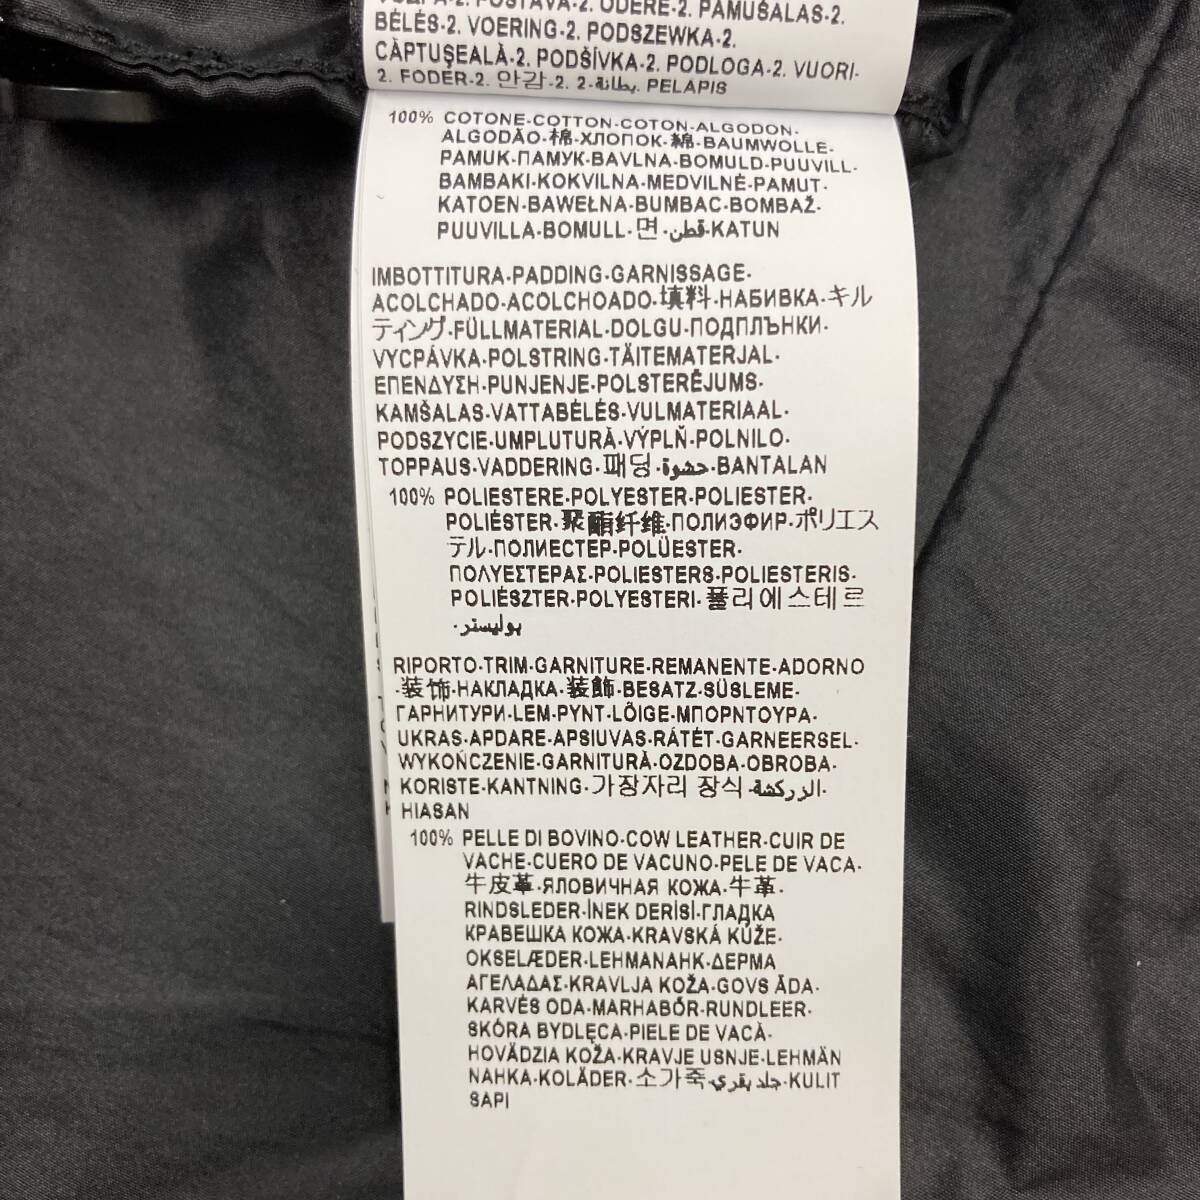 PODŠÍVKA-2. POSTAVA-2. ODERE-2. PAMUŠALAS-2.
BÉLÉS-2. VOERING-2. PODSZEWKA-2.
CĂPTUŞEALĂ-2. PODŠÍVKA-2. PODLOGA-2. VUORI-
2. FODER-2. 안감-2. بطانة-2. PELAPIS
100% COTONE·COTTON·COTON·ALGODON·
ALGODÃO·棉·ХЛОПОК·綿·BAUMWOLLE·
PAMUK·ПАМУК·BAVLNA·BOMULD·PUUVILL·
BAMBAKI·KOKVILNA·MEDVILNĖ·PAMUT·
KATOEN·BAWEŁNA·BUMBAC·BOMBAŽ·
PUUVILLA·BOMULL·면·قطن·KATUN
IMBOTTITURA·PADDING·GARNISSAGE·
ACOLCHADO·ACOLCHOADO·填料·НАБИВКА·キル
ティング·FÜLLMATERIAL·DOLGU·ПОДПЛЪНКИ·
VYCPÁVKA·POLSTRING·TÄITEMATERJAL·
ΕΠΕΝΔΥΣΗ·PUNJENJE·POLSTERĒJUMS·
KAMŠALAS·VATTABÉLÉS·VULMATERIAAL·
PODSZYCIE·UMPLUTURĂ·VÝPLŇ·POLNILO·
TOPPAUS·VADDERING·패딩·حشوة·BANTALAN
100% POLIESTERE·POLYESTER·POLIESTER·
POLIÉSTER·聚酯纤维·ПОЛИЭФИР·ポリエス
テル·ПОЛИЕСТЕР·POLÜESTER·
ΠΟΛΥΕΣΤΕΡΑΣ·POLIESTERS·POLIESTERIS·
POLIÉSZTER·POLYESTERI·폴리에스테르
بوليستر·
RIPORTO·TRIM·GARNITURE·REMANENTE·ADORNO
·装饰·НАКЛАДКА·装飾·BESATZ·SÜSLEME·
ГАРНИТУРИ·LEM·PYNT·LÕIGE·ΜΠΟΡΝΤΟΥΡΑ·
UKRAS·APDARE·APSIUVAS·RÁTÉT·GARNEERSEL·
WYKOŃCZENIE·GARNITURĂ·OZDOBA·OBROBA·
KORISTE·KANTNING·가장자리 장식·الزركشة·
HIASAN
100% PELLE DI BOVINO·COW LEATHER·CUIR DE
VACHE·CUERO DE VACUNO·PELE DE VACA·
牛皮革·ЯЛОВИЧНАЯ КОЖА·牛革·
RINDSLEDER·İNEK DERİSİ·ГЛАДКА
КРАВЕШКА КОЖА·KRAVSKÁ KŮŽE·
OKSELÆDER·LEHMANAHK·ΔΕΡΜΑ
ΑΓΕΛΑΔΑΣ·KRAVLJA KOŽA·GOVS ĀDA·
KARVĖS ODA·MARHABŐR·RUNDLEER·
SKÓRA BYDLĘCA·PIELE DE VACĂ·
HOVÄDZIA KOŽA·KRAVJE USNJE·LEHMÄN
NAHKA·KOLÄDER·소가죽·جلد بقري·KULIT
SAPI